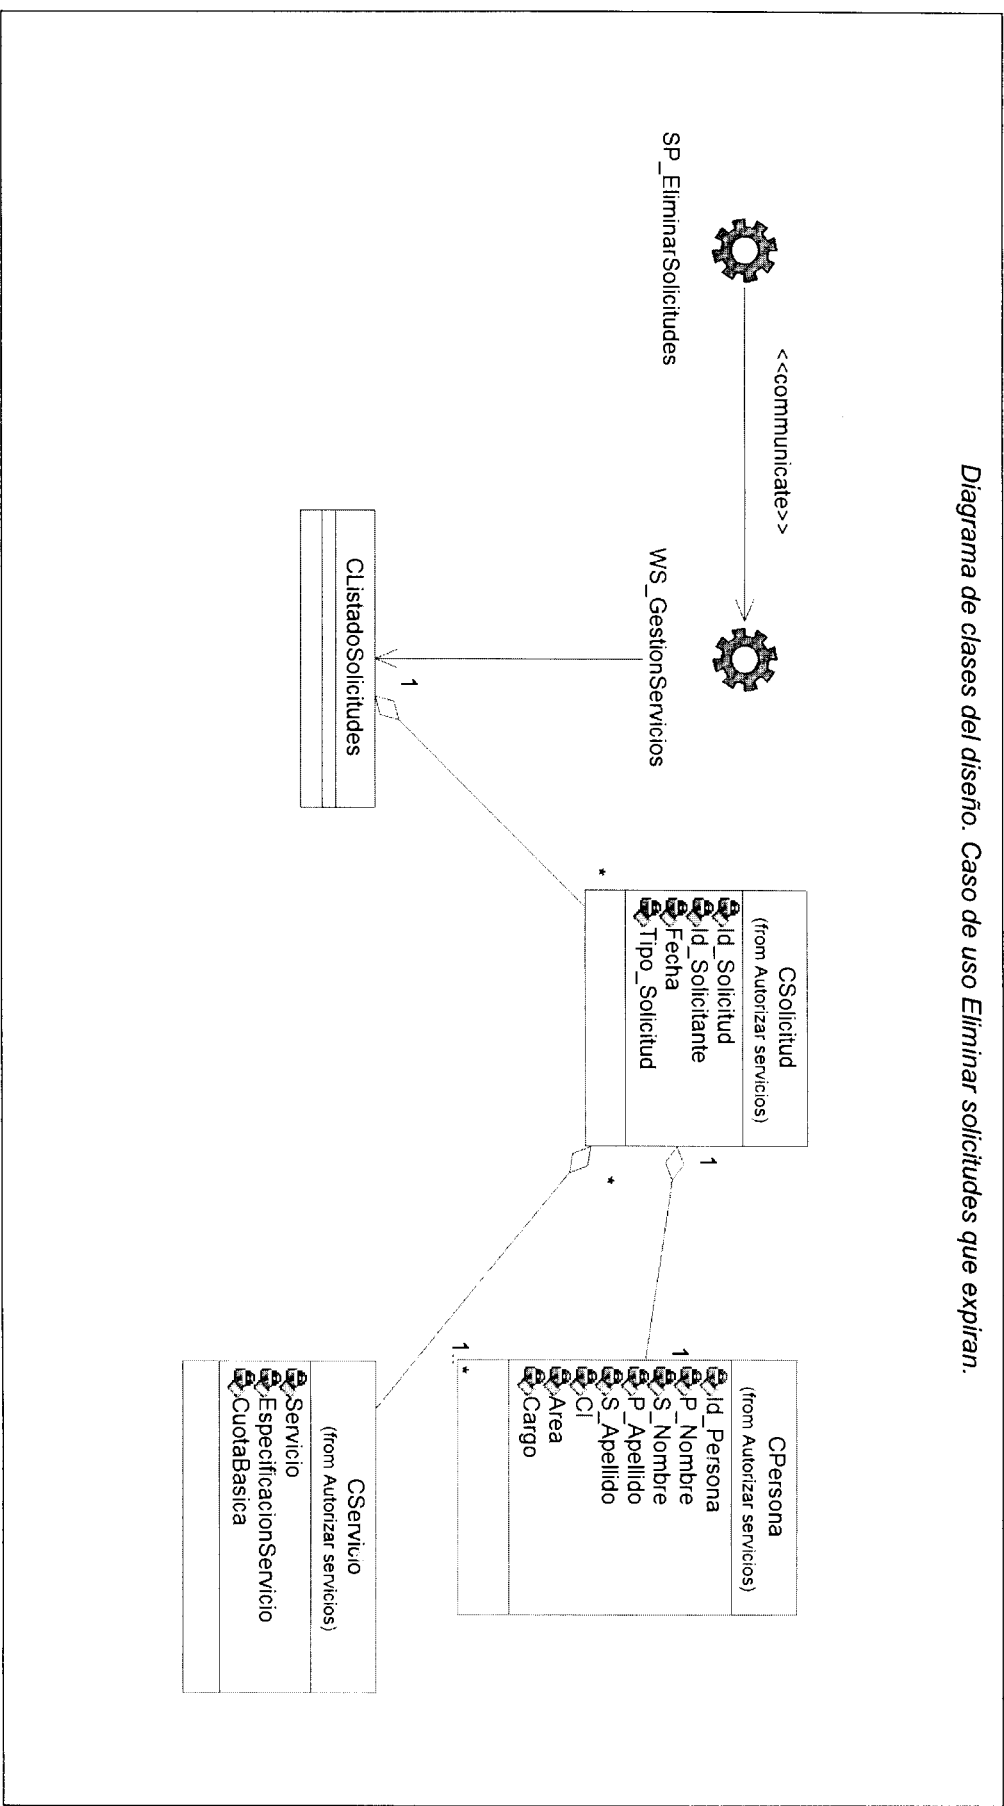 Diagrama de clases del diseño. Caso de uso Eliminar solicitudes que expiran.
<<communicate>>
SP_EliminarSolicitudes
WS_GestionServicios
1
CListadoSolicitudes
*
CSolicitud
(from Autorizar servicios)
Id_Solicitud
Id_Solicitante
Fecha
Tipo_Solicitud
1
*
1
CPersona
(from Autorizar servicios)
Id_Persona
P_Nombre
S_Nombre
P_Apellido
S_Apellido
CI
Area
Cargo
1..*
CServicio
(from Autorizar servicios)
Servicio
EspecificacionServicio
CuotaBasica